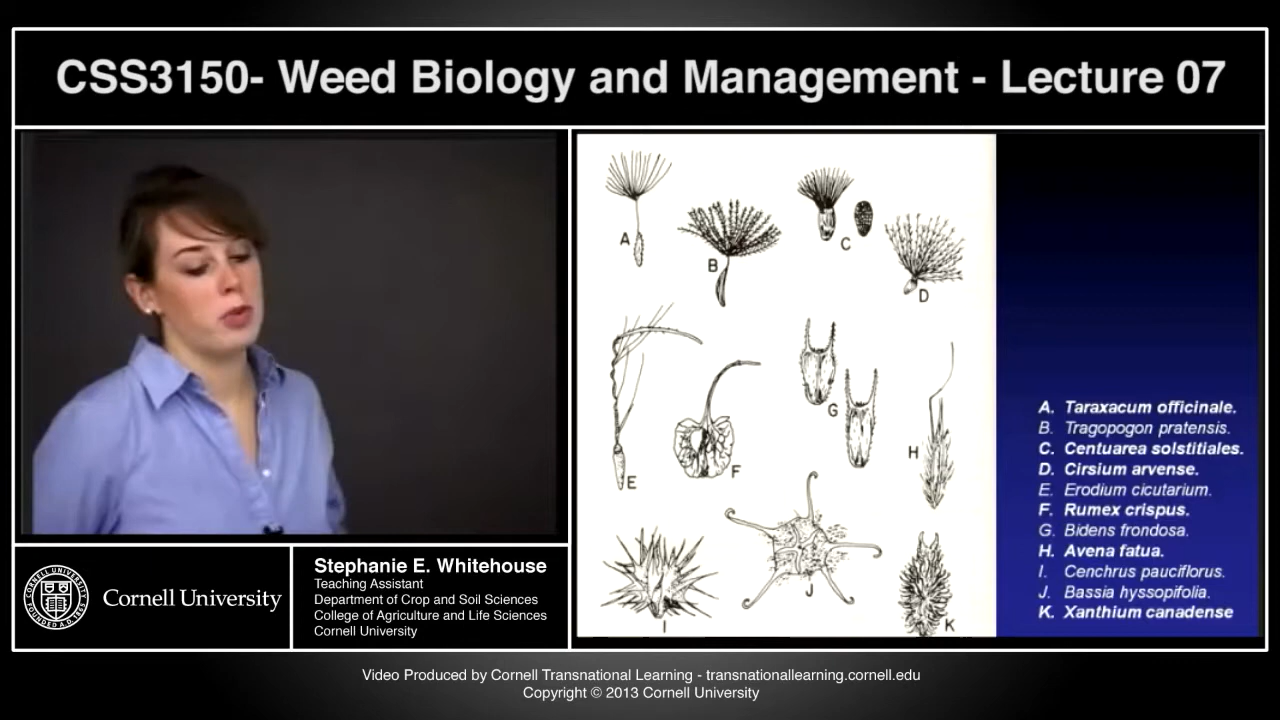 CSS3150- Weed Biology and Management - Lecture 07
A
B
C
D
E
F
G
H
I
J
K
A. Taraxacum officinale.
B. Tragopogon pratensis.
C. Centuarea solstitiales.
D. Cirsium arvense.
E. Erodium cicutarium.
F. Rumex crispus.
G. Bidens frondosa.
H. Avena fatua.
I. Cenchrus pauciflorus.
J. Bassia hyssopifolia.
K. Xanthium canadense
Cornell University
Stephanie E. Whitehouse
Teaching Assistant
Department of Crop and Soil Sciences
College of Agriculture and Life Sciences
Cornell University
Video Produced by Cornell Transnational Learning - transnationallearning.cornell.edu
Copyright © 2013 Cornell University